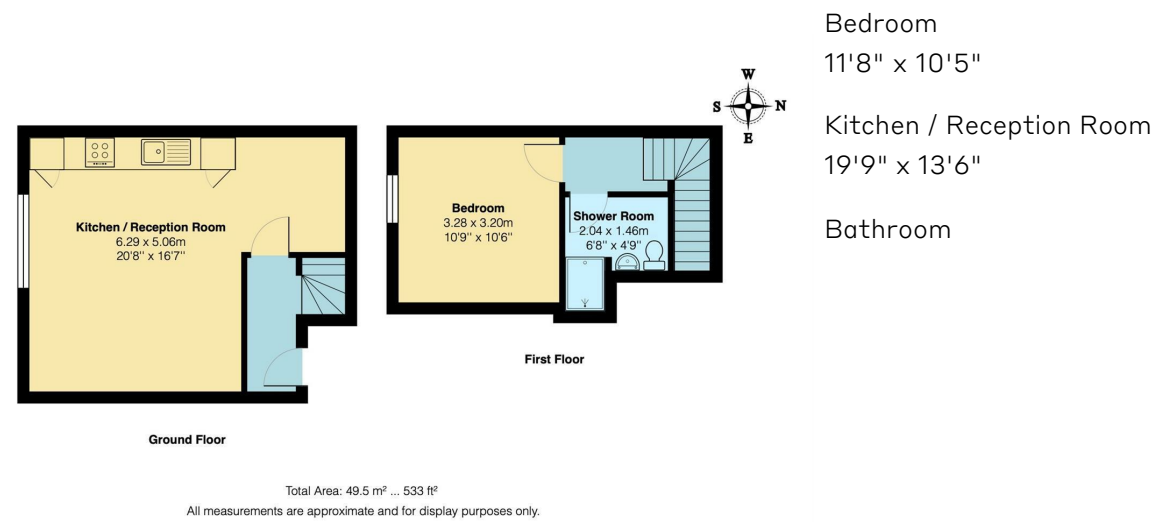 Bedroom
11'8" x 10'5"
Kitchen / Reception Room
19'9" x 13'6"
Bathroom
W
S N
E
Kitchen / Reception Room
6.29 x 5.06m
20'8" x 16'7"
Ground Floor
Bedroom
3.28 x 3.20m
10'9" x 10'6"
Shower Room
2.04 x 1.46m
6'8" x 4'9"
First Floor
Total Area: 49.5 m² ... 533 ft²
All measurements are approximate and for display purposes only.